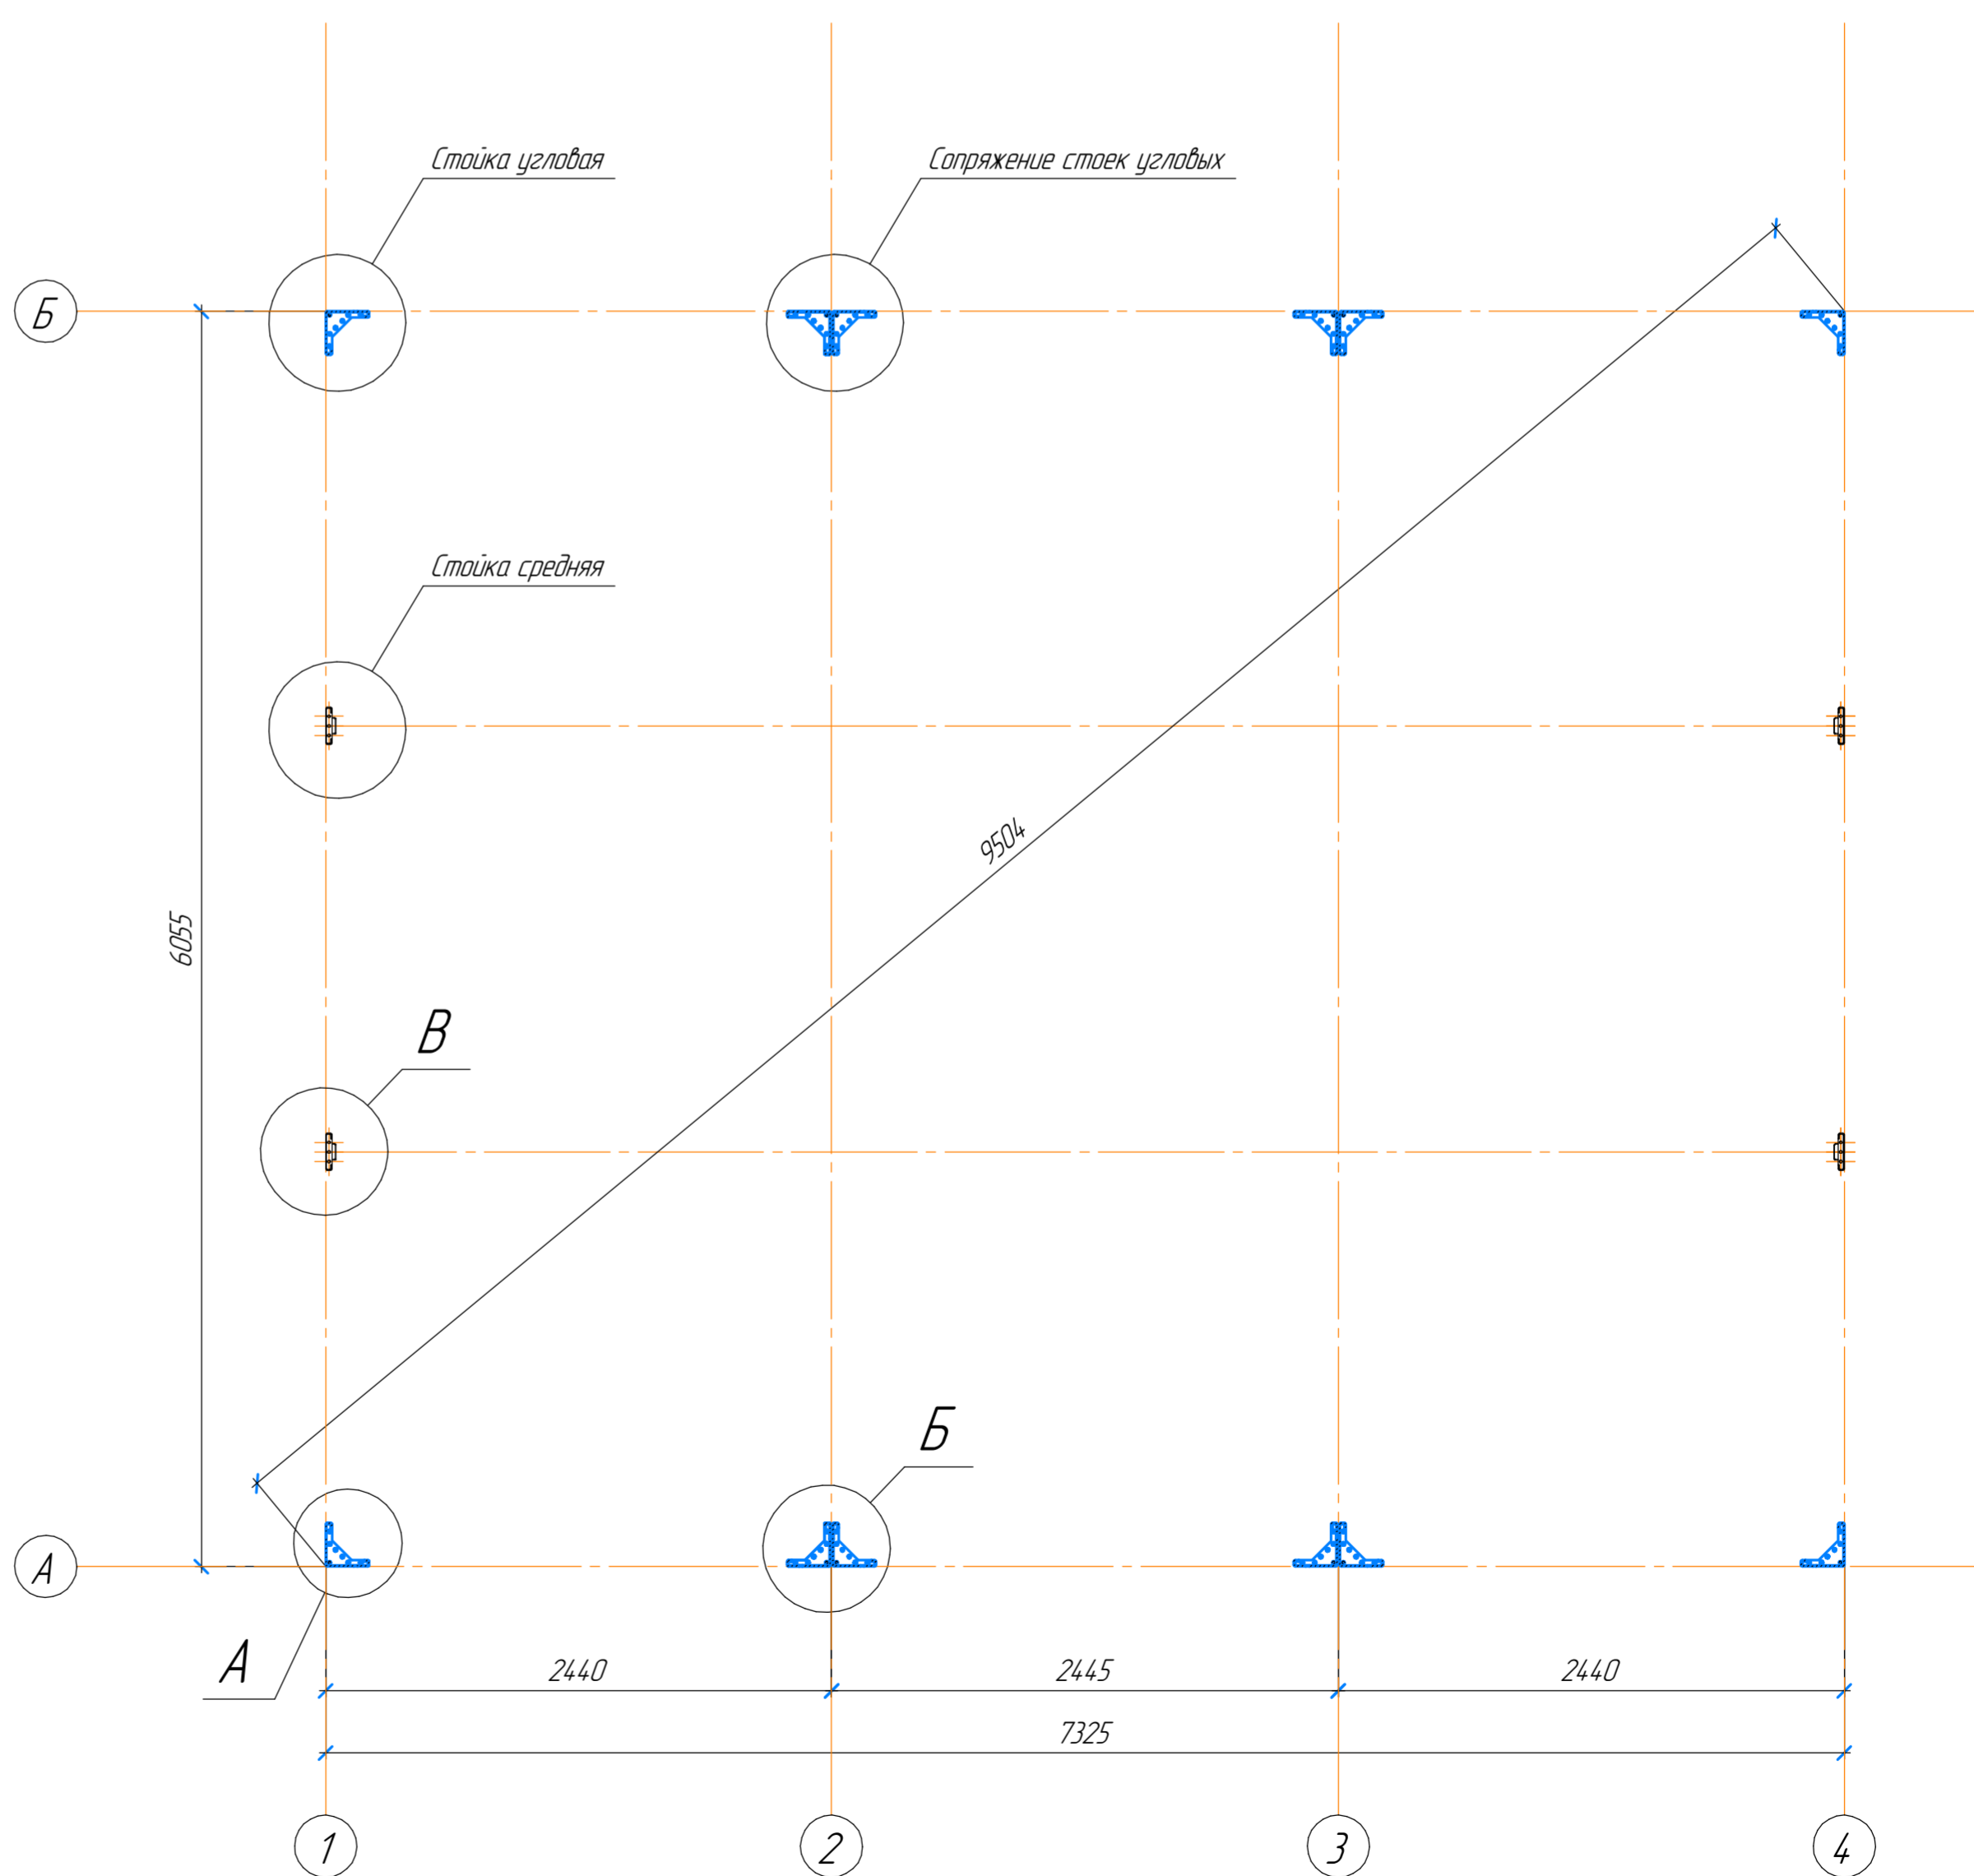 Стойка угловая
Сопряжение стоек угловых
Б
Стойка средняя
9504
6055
В
Б
А
А
2440
2445
2440
7325
1
2
3
4